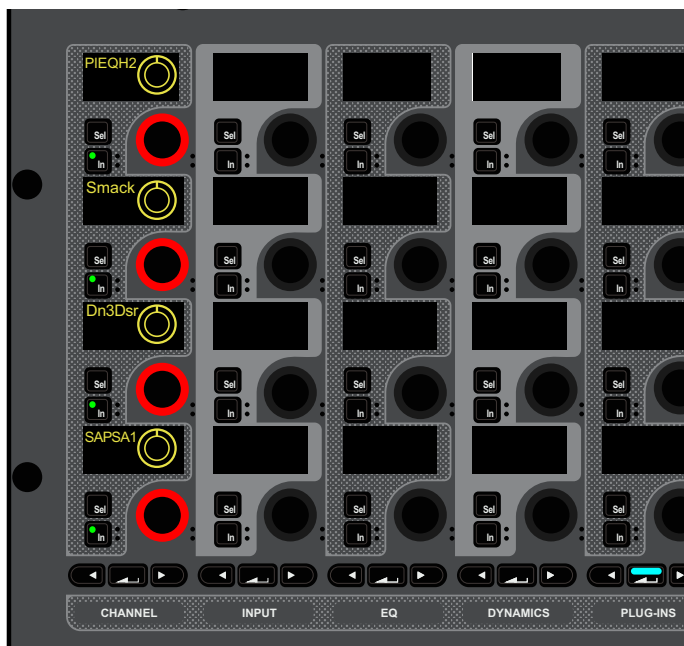 PIEQH2
Sel Sel Sel Sel Sel
In In In In In
Smack
Sel Sel Sel Sel Sel
In In In In In
Dn3Dsr
Sel Sel Sel Sel Sel
In In In In In
SAPSA1
Sel Sel Sel Sel Sel
In In In In In
CHANNEL INPUT EQ DYNAMICS PLUG-INS